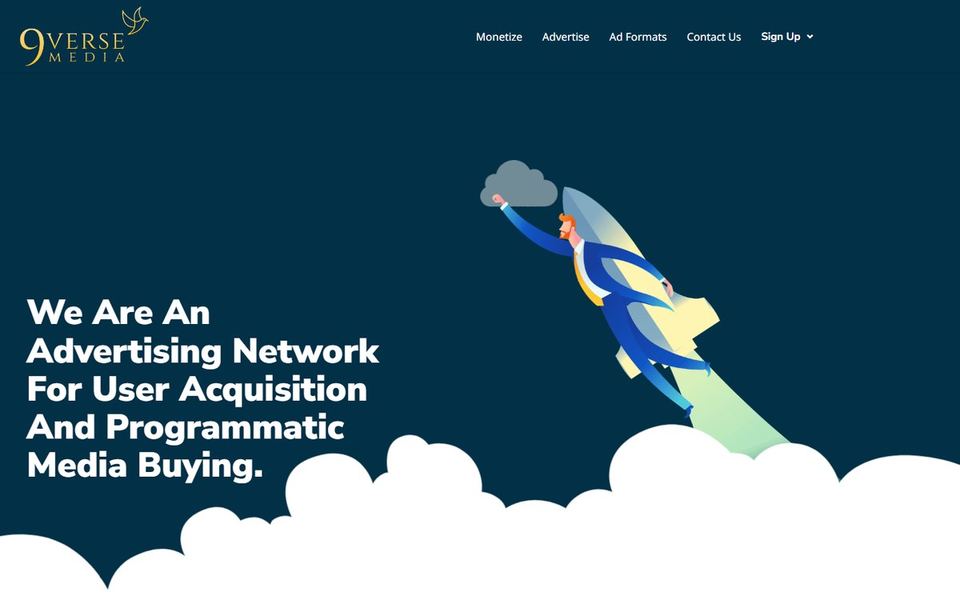 9VERSE
MEDIA
Monetize
Advertise
Ad Formats
Contact Us
Sign Up
We Are An
Advertising Network
For User Acquisition
And Programmatic
Media Buying.